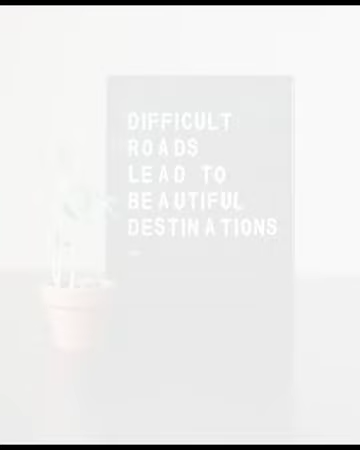 DIFFICULT
ROADS
LEAD TO
BEAUTIFUL
DESTINATIONS